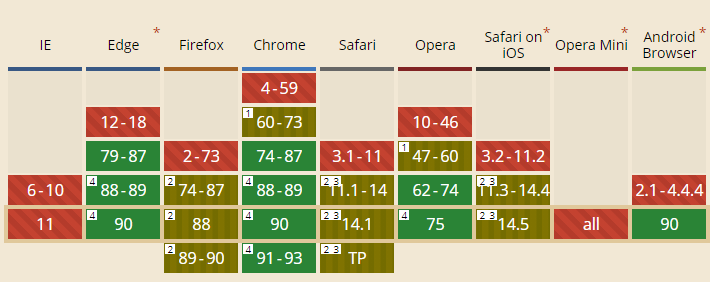 IE Edge * Firefox Chrome Safari Opera Safari on iOS * Opera Mini * Android Browser *
4-59
12-18 1 60-73 10-46
79-87 2-73 74-87 3.1-11 1 47-60 3.2-11.2
6-10 4 88-89 2 74-87 4 88-89 2 3 11.1-14 62-74 2 3 11.3-14.4 2.1-4.4.4
11 4 90 2 88 4 90 2 3 14.1 4 75 2 3 14.5 all 90
2 89-90 4 91-93 2 3 TP